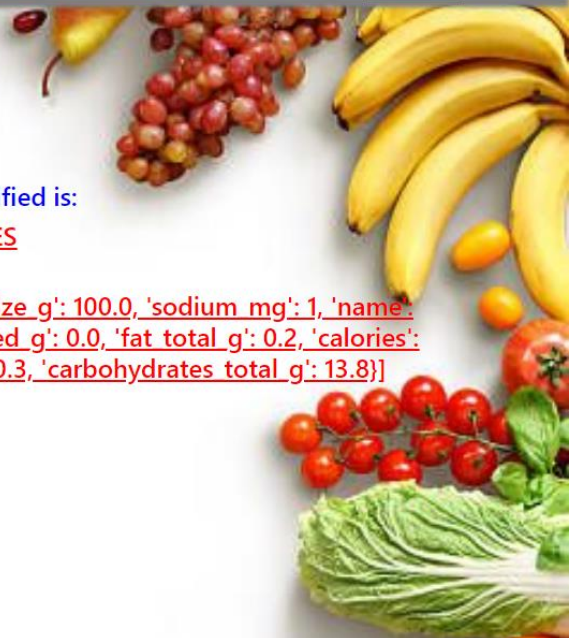 fied is:
ES
ze_g': 100.0, 'sodium_mg': 1, 'name':
ed_g': 0.0, 'fat_total_g': 0.2, 'calories':
0.3, 'carbohydrates_total_g': 13.8}]